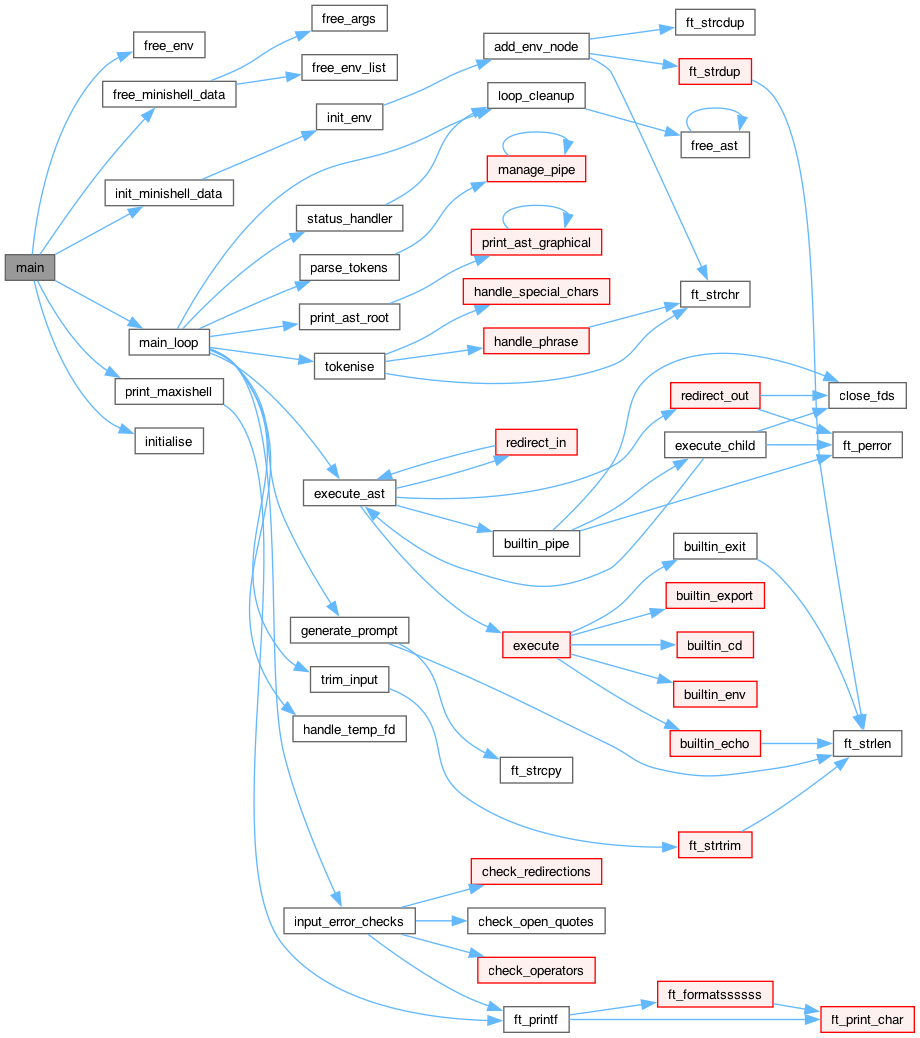 free_args
ft_strcdup
free_env
add_env_node
free_env_list
ft_strdup
free_minishell_data
loop_cleanup
init_env
free_ast
manage_pipe
init_minishell_data
status_handler
print_ast_graphical
main
parse_tokens
handle_special_chars
ft_strchr
print_ast_root
main_loop
handle_phrase
tokenise
print_maxishell
redirect_out
close_fds
initialise
redirect_in
execute_child
ft_perror
execute_ast
builtin_pipe
builtin_exit
builtin_export
generate_prompt
execute
builtin_cd
trim_input
builtin_env
handle_temp_fd
builtin_echo
ft_strlen
ft_strcpy
ft_strtrim
check_redirections
input_error_checks
check_open_quotes
check_operators
ft_formatssssss
ft_printf
ft_print_char